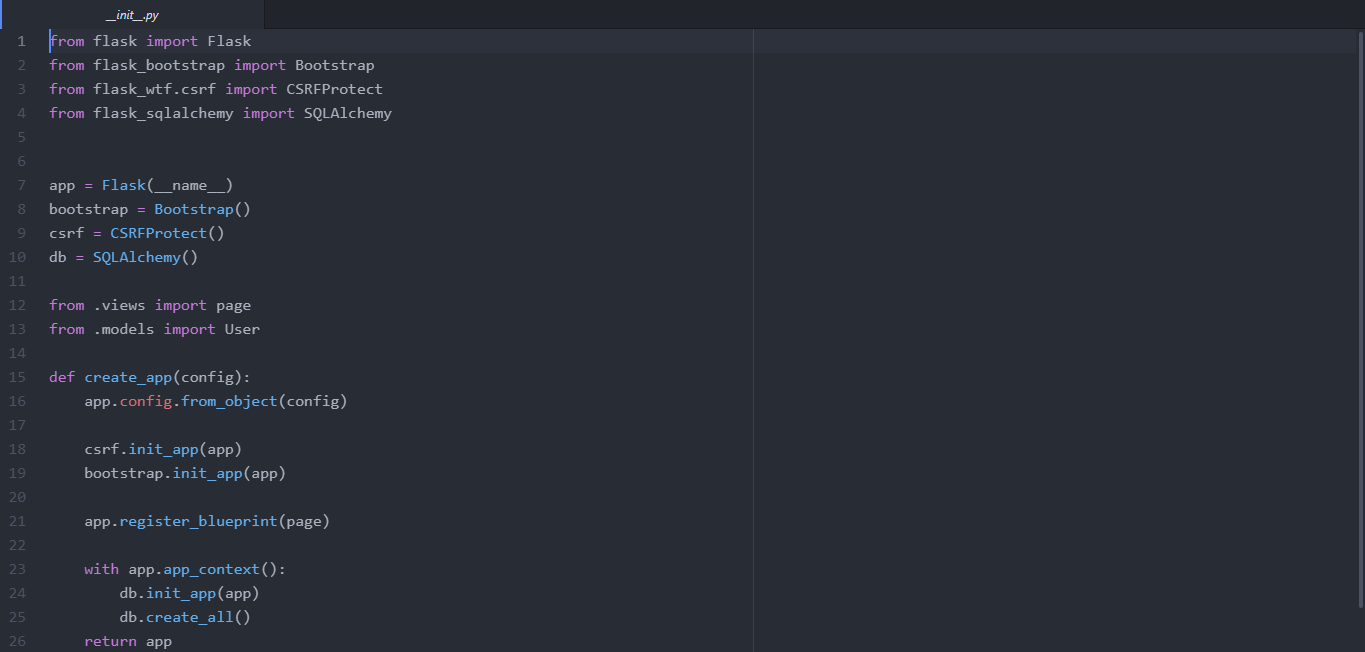 __init__.py
1 from flask import Flask
2 from flask_bootstrap import Bootstrap
3 from flask_wtf.csrf import CSRFProtect
4 from flask_sqlalchemy import SQLAlchemy
5
6
7 app = Flask(__name__)
8 bootstrap = Bootstrap()
9 csrf = CSRFProtect()
10 db = SQLAlchemy()
11
12 from .views import page
13 from .models import User
14
15 def create_app(config):
16     app.config.from_object(config)
17
18     csrf.init_app(app)
19     bootstrap.init_app(app)
20
21     app.register_blueprint(page)
22
23     with app.app_context():
24         db.init_app(app)
25         db.create_all()
26     return app